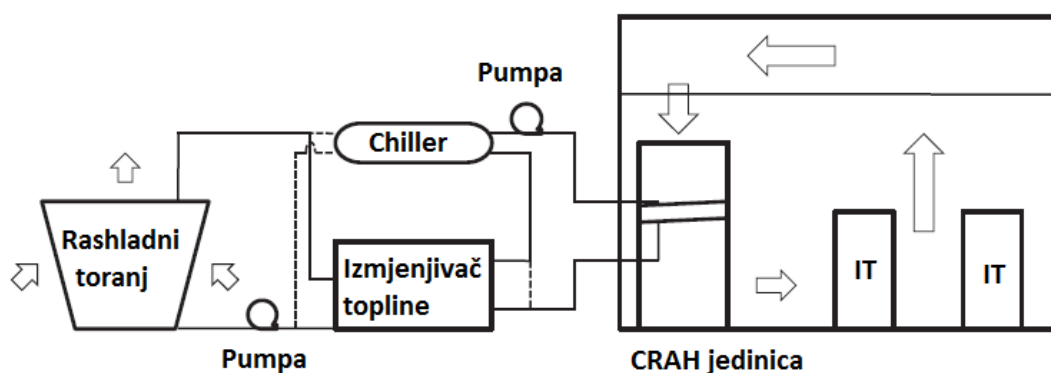 Pumpa
Chiller
Rashladni
toranj
Izmjenjivač
topline
IT
IT
Pumpa
CRAH jedinica